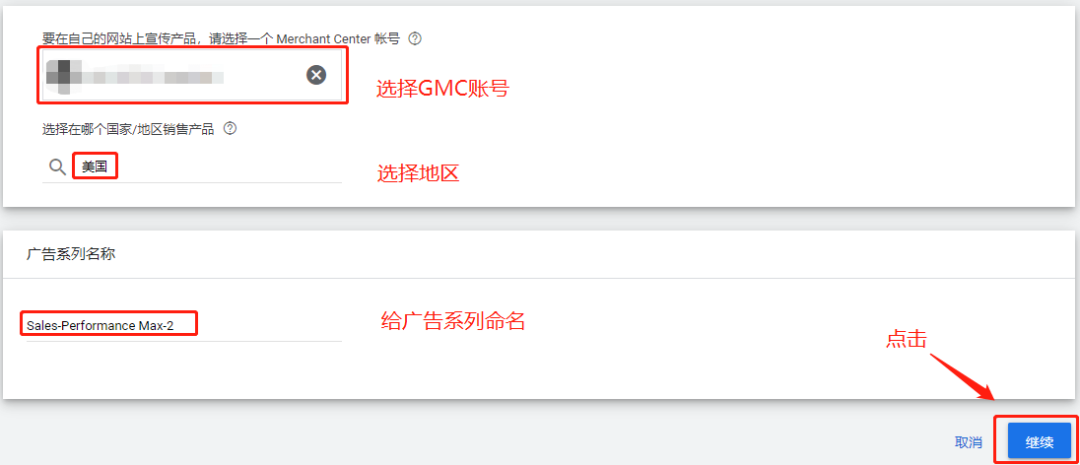 要在自己的网站上宣传产品，请选择一个 Merchant Center 帐号
选择GMC账号
选择在哪个国家/地区销售产品
美国
选择地区
广告系列名称
Sales-Performance Max-2
给广告系列命名
点击
取消
继续